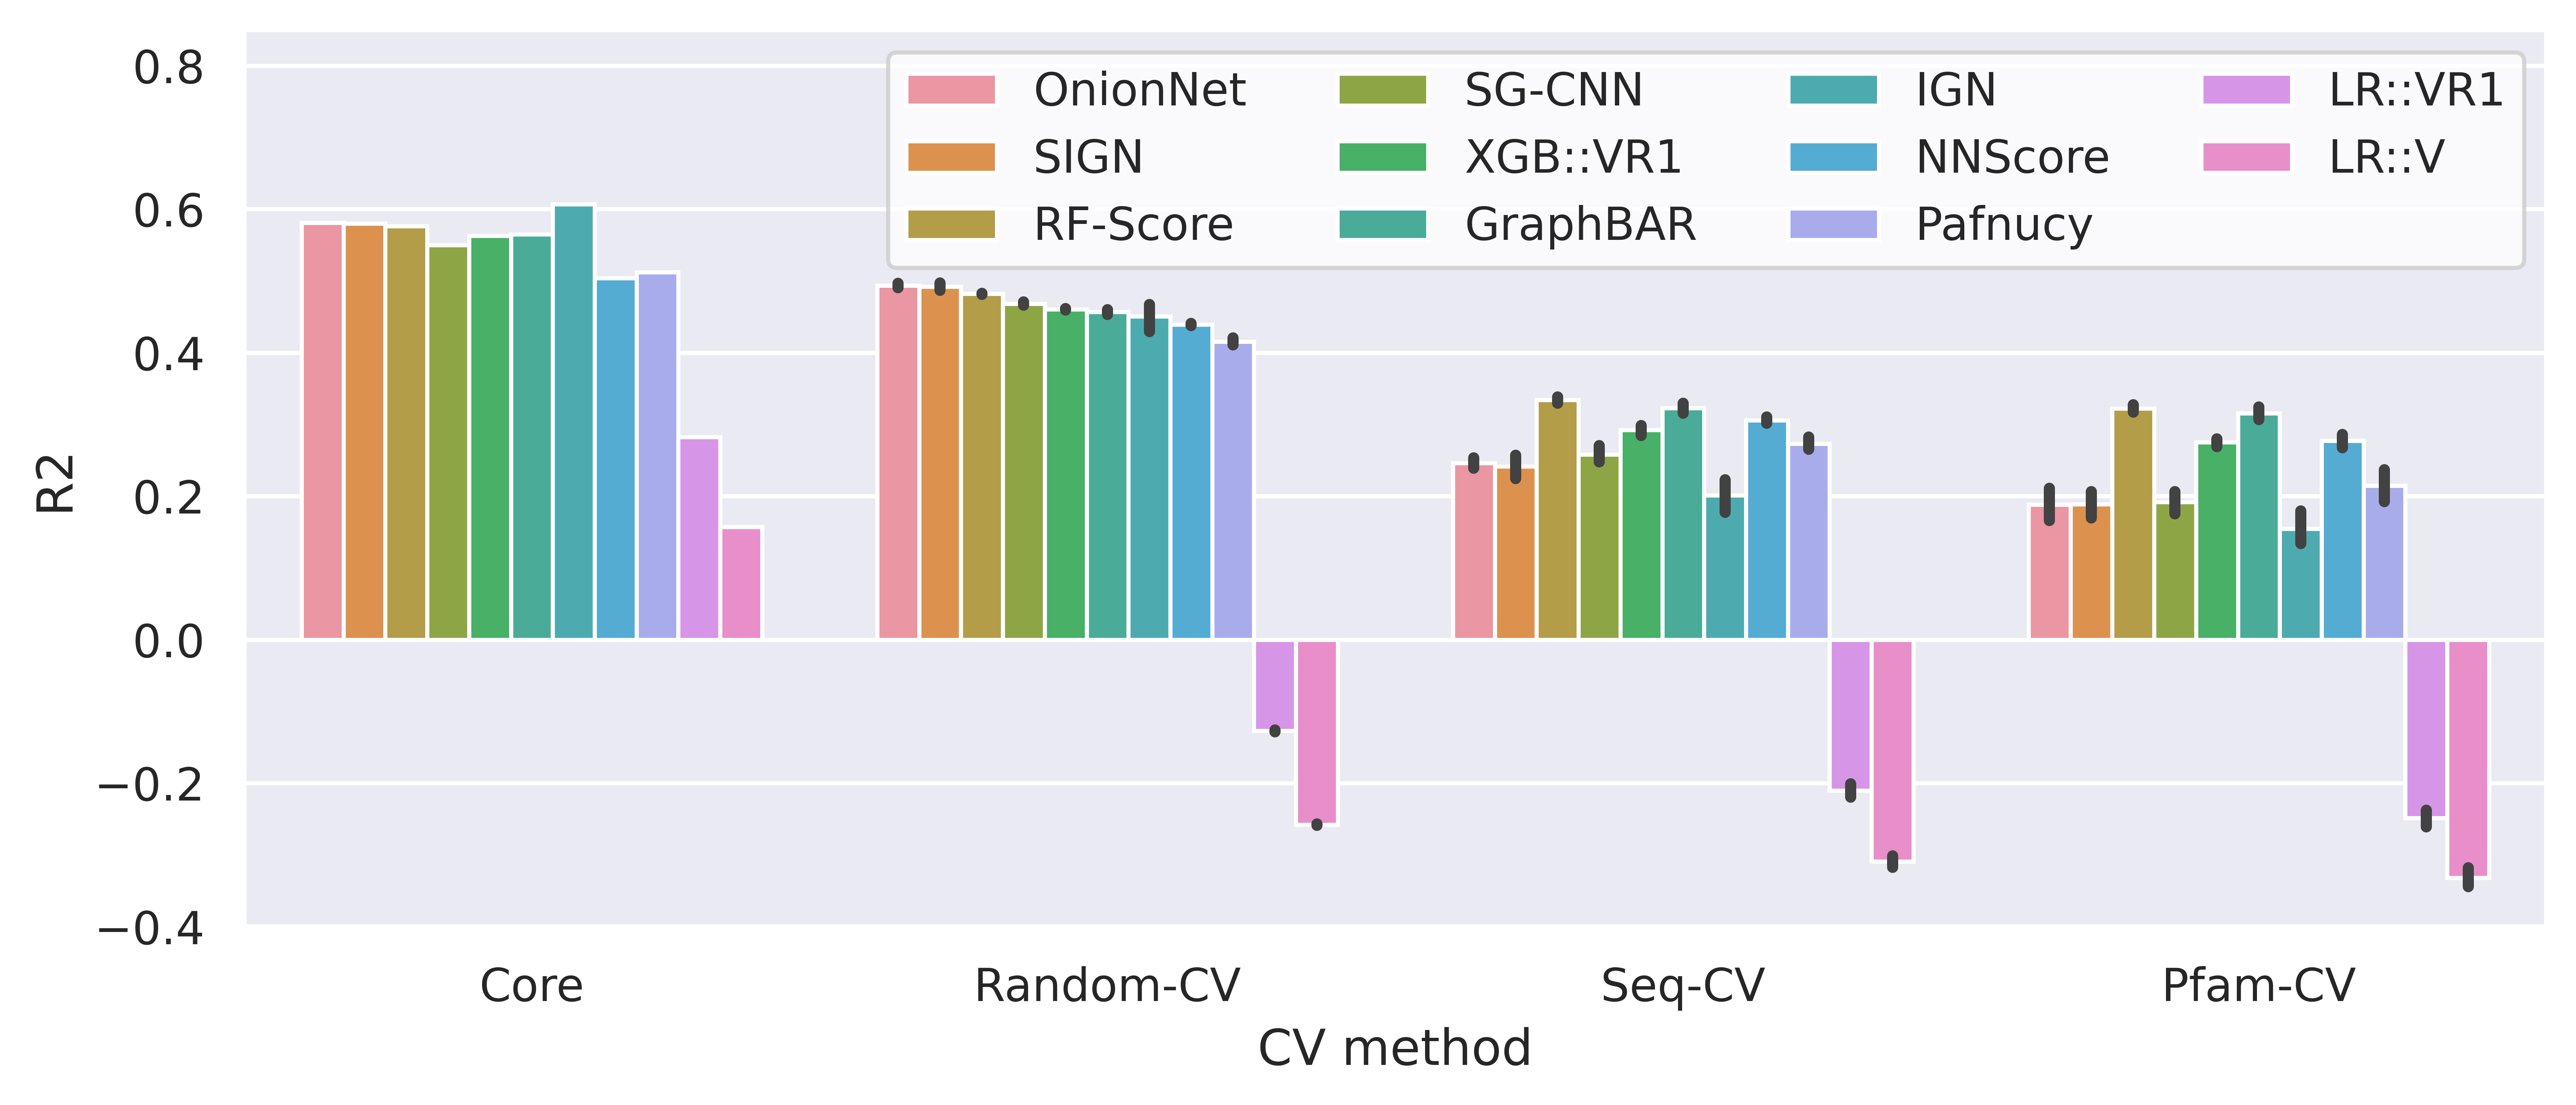 0.8
0.6
0.4
0.2
0.0
−0.2
−0.4
R2
OnionNet
SIGN
RF-Score
SG-CNN
XGB::VR1
GraphBAR
IGN
NNScore
Pafnucy
LR::VR1
LR::V
Core
Random-CV
Seq-CV
Pfam-CV
CV method